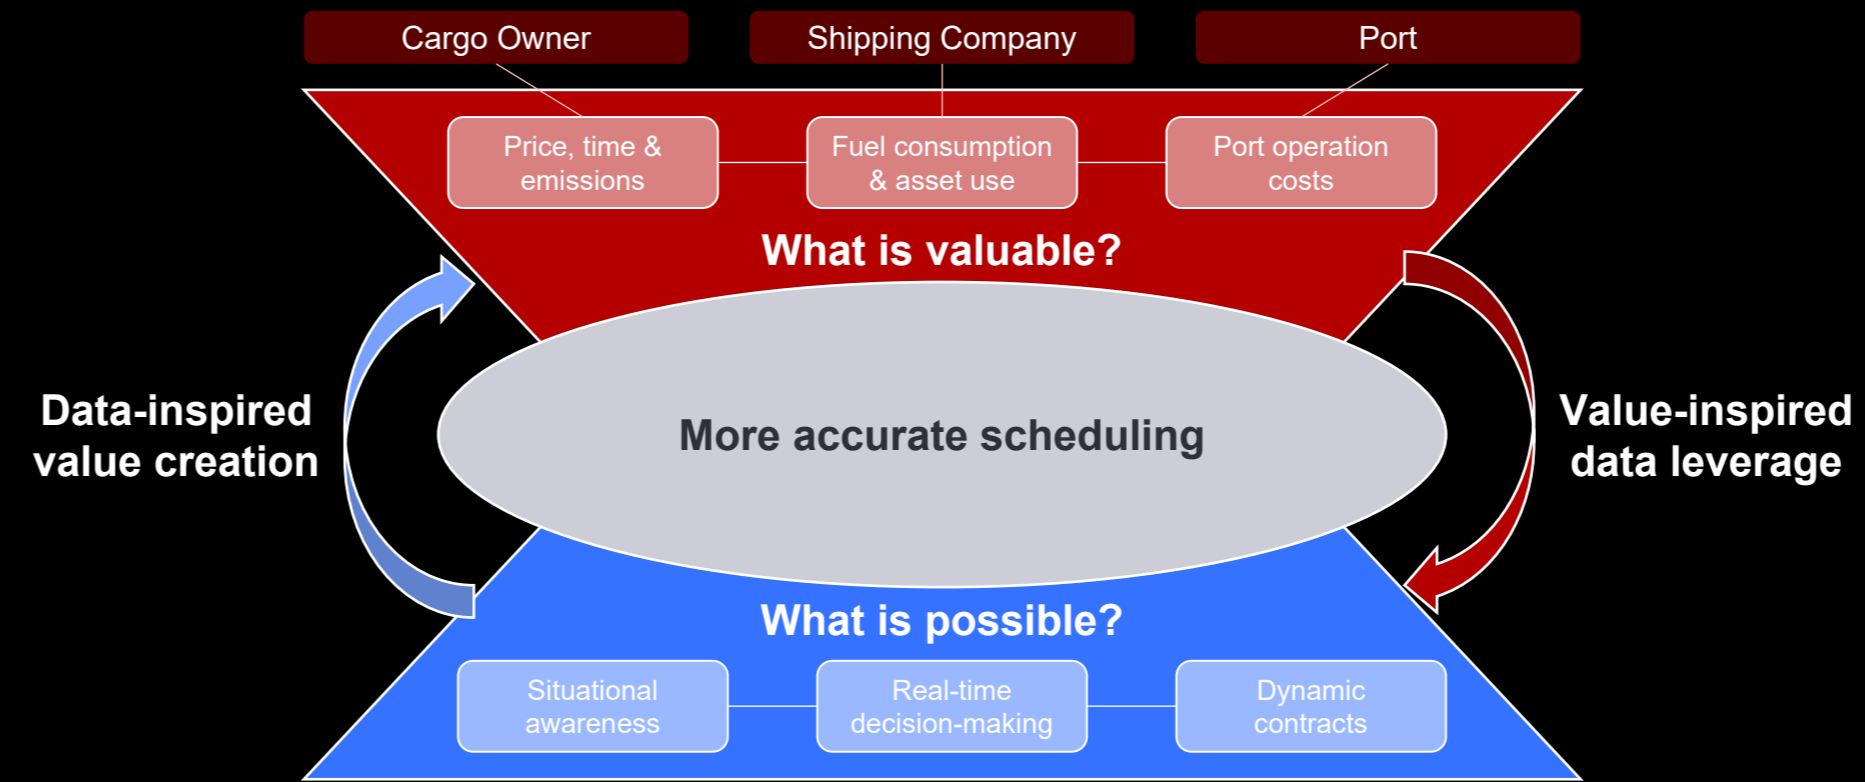 Cargo Owner
Shipping Company
Port
Price, time &
emissions
Fuel consumption
& asset use
Port operation
costs
What is valuable?
Data-inspired
value creation
More accurate scheduling
Value-inspired
data leverage
What is possible?
Situational
awareness
Real-time
decision-making
Dynamic
contracts